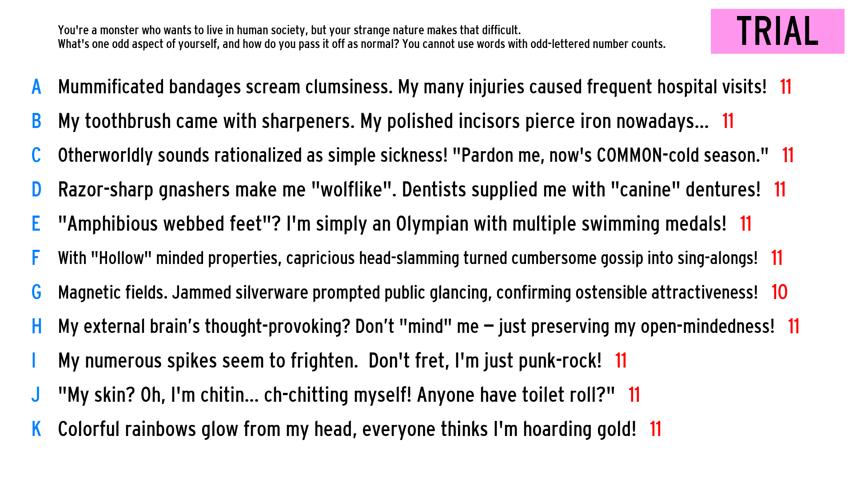 You're a monster who wants to live in human society, but your strange nature makes that difficult.
What's one odd aspect of yourself, and how do you pass it off as normal? You cannot use words with odd-lettered number counts.
TRIAL
A Mummificated bandages scream clumsiness. My many injuries caused frequent hospital visits! 11
B My toothbrush came with sharpeners. My polished incisors pierce iron nowadays... 11
C Otherworldly sounds rationalized as simple sickness! "Pardon me, now's COMMON-cold season." 11
D Razor-sharp gnashers make me "wolflike". Dentists supplied me with "canine" dentures! 11
E "Amphibious webbed feet"? I'm simply an Olympian with multiple swimming medals! 11
F With "Hollow" minded properties, capricious head-slamming turned cumbersome gossip into sing-alongs! 11
G Magnetic fields. Jammed silverware prompted public glancing, confirming ostensible attractiveness! 10
H My external brain's thought-provoking? Don't "mind" me – just preserving my open-mindedness! 11
I My numerous spikes seem to frighten. Don't fret, I'm just punk-rock! 11
J "My skin? Oh, I'm chitin... ch-chitting myself! Anyone have toilet roll?" 11
K Colorful rainbows glow from my head, everyone thinks I'm hoarding gold! 11